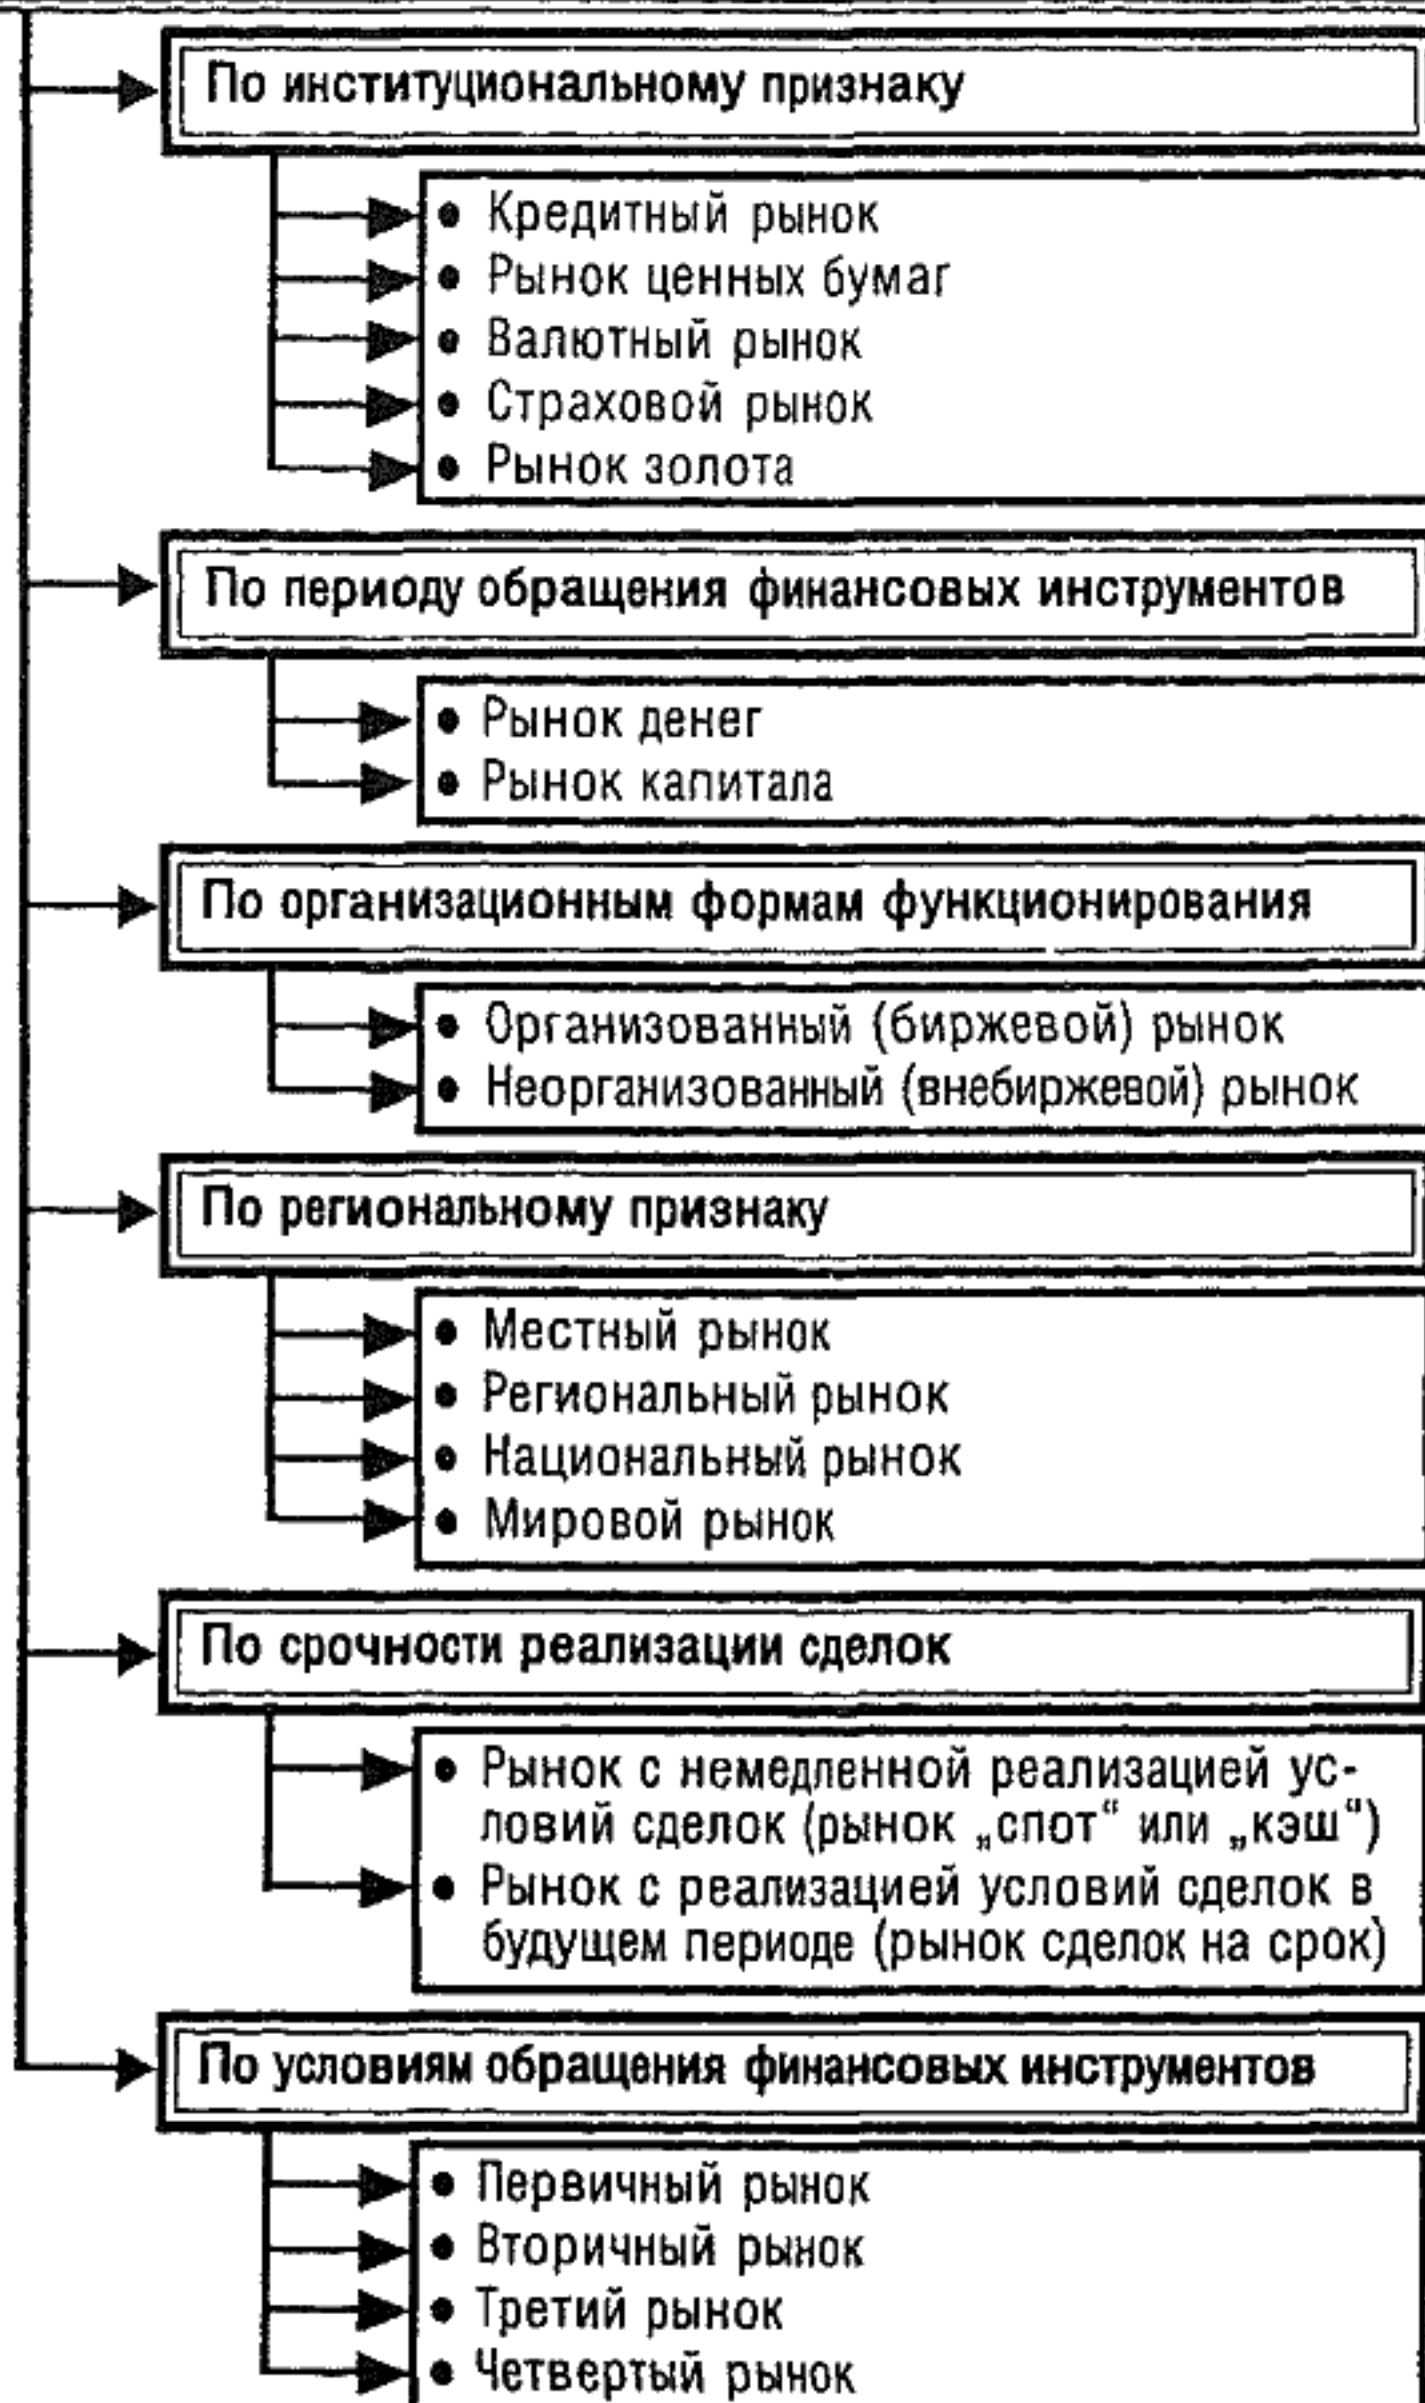 По институциональному признаку
• Кредитный рынок
• Рынок ценных бумаг
• Валютный рынок
• Страховой рынок
• Рынок золота
По периоду обращения финансовых инструментов
• Рынок денег
• Рынок капитала
По организационным формам функционирования
• Организованный (биржевой) рынок
• Неорганизованный (внебиржевой) рынок
По региональному признаку
• Местный рынок
• Региональный рынок
• Национальный рынок
• Мировой рынок
По срочности реализации сделок
• Рынок с немедленной реализацией ус-
ловий сделок (рынок „спот“ или „кэш“)
• Рынок с реализацией условий сделок в
будущем периоде (рынок сделок на срок)
По условиям обращения финансовых инструментов
• Первичный рынок
• Вторичный рынок
• Третий рынок
• Четвертый рынок